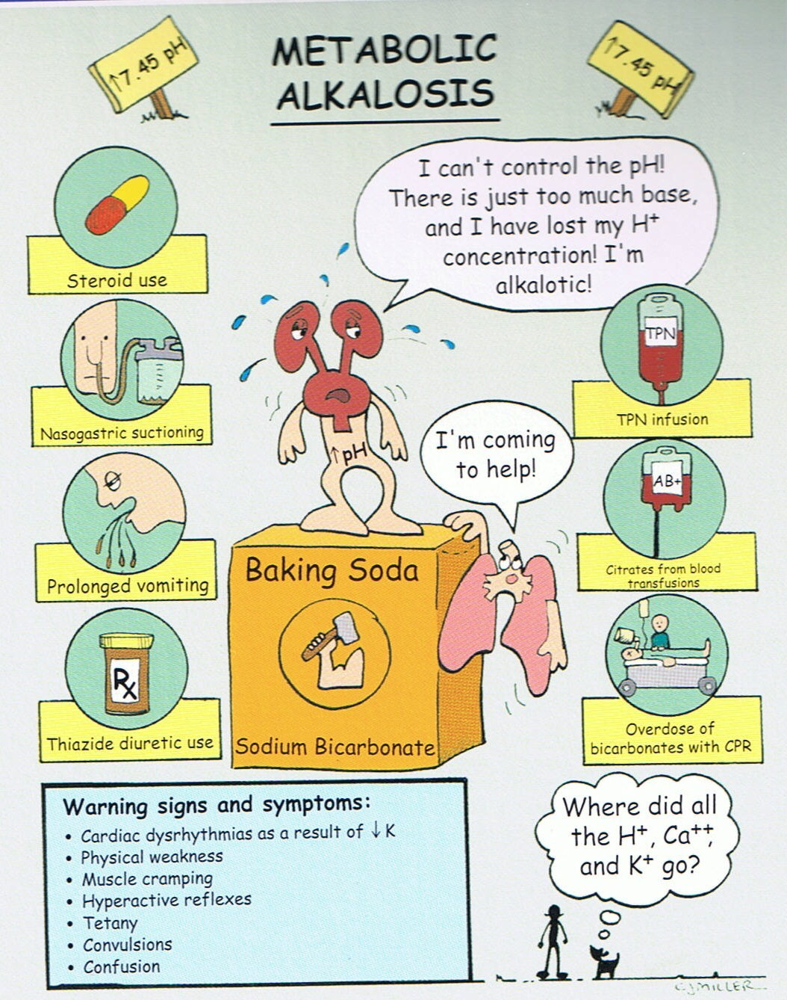 ↑7.45 pH
METABOLIC
ALKALOSIS
↑7.45 pH
I can't control the pH!
There is just too much base,
and I have lost my H⁺
concentration! I'm
alkalotic!
Steroid use
Nasogastric suctioning
Prolonged vomiting
Rx
Thiazide diuretic use
↑pH
I'm coming
to help!
Baking Soda
Sodium Bicarbonate
TPN
TPN infusion
AB+
Citrates from blood
transfusions
Overdose of
bicarbonates with CPR
Warning signs and symptoms:
• Cardiac dysrhythmias as a result of ↓K
• Physical weakness
• Muscle cramping
• Hyperactive reflexes
• Tetany
• Convulsions
• Confusion
Where did all
the H⁺, Ca⁺⁺,
and K⁺ go?
CJMILLER